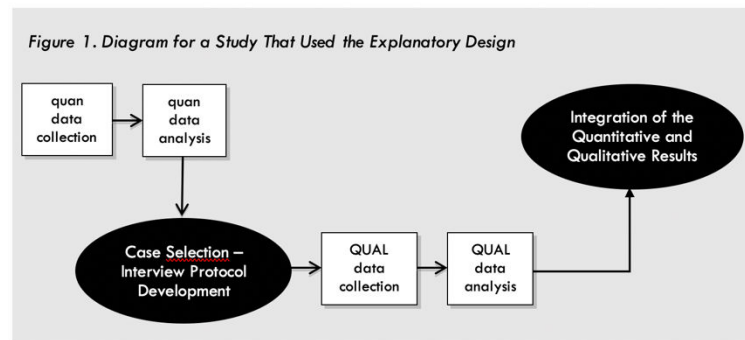 Figure 1. Diagram for a Study That Used the Explanatory Design
quan
data
collection
quan
data
analysis
Integration of the
Quantitative and
Qualitative Results
Case Selection –
Interview Protocol
Development
QUAL
data
collection
QUAL
data
analysis